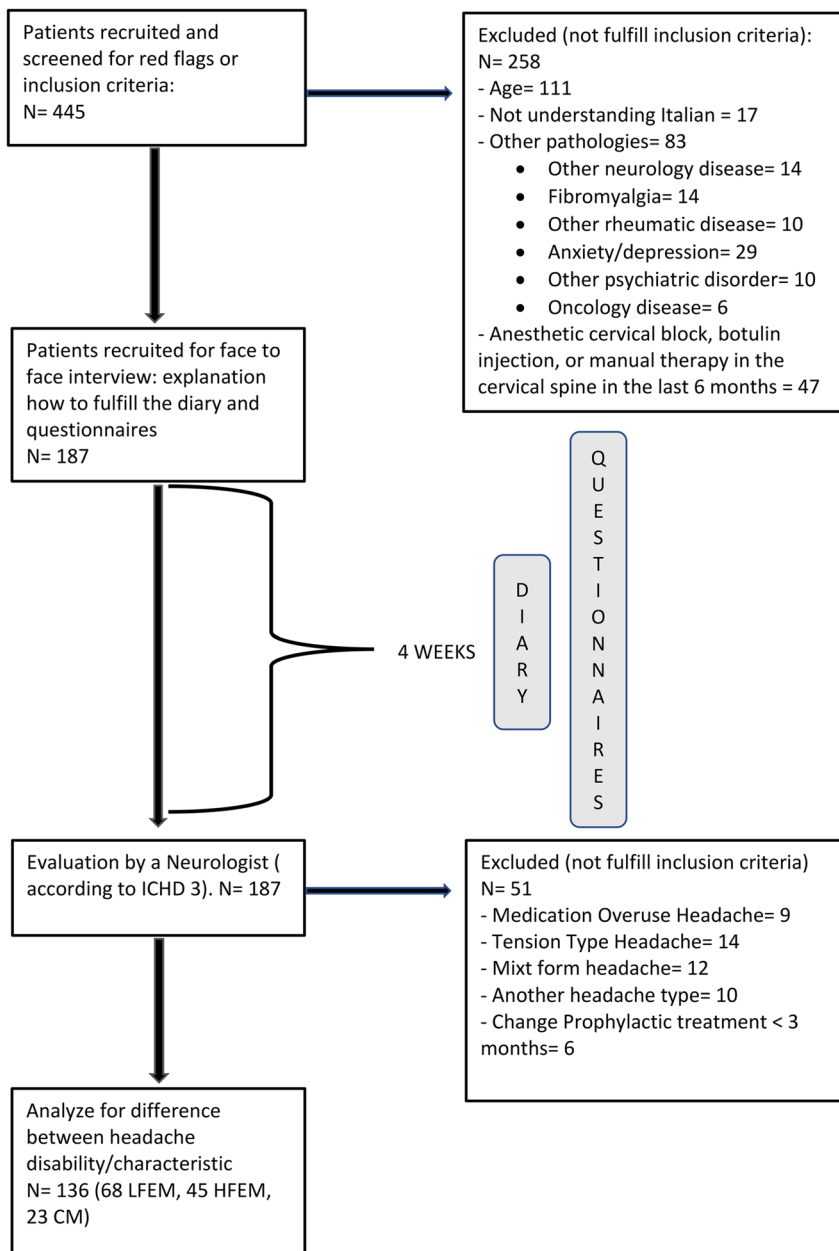 Patients recruited and
screened for red flags or
inclusion criteria:
N= 445
Excluded (not fulfill inclusion criteria):
N= 258
- Age= 111
- Not understanding Italian = 17
- Other pathologies= 83
• Other neurology disease= 14
• Fibromyalgia= 14
• Other rheumatic disease= 10
• Anxiety/depression= 29
• Other psychiatric disorder= 10
• Oncology disease= 6
- Anesthetic cervical block, botulin
injection, or manual therapy in the
cervical spine in the last 6 months = 47
Patients recruited for face to
face interview: explanation
how to fulfill the diary and
questionnaires
N= 187
4 WEEKS
DIARY
QUESTIONNAIRES
Evaluation by a Neurologist (
according to ICHD 3). N= 187
Excluded (not fulfill inclusion criteria)
N= 51
- Medication Overuse Headache= 9
- Tension Type Headache= 14
- Mixt form headache= 12
- Another headache type= 10
- Change Prophylactic treatment < 3
months= 6
Analyze for difference
between headache
disability/characteristic
N= 136 (68 LFEM, 45 HFEM,
23 CM)